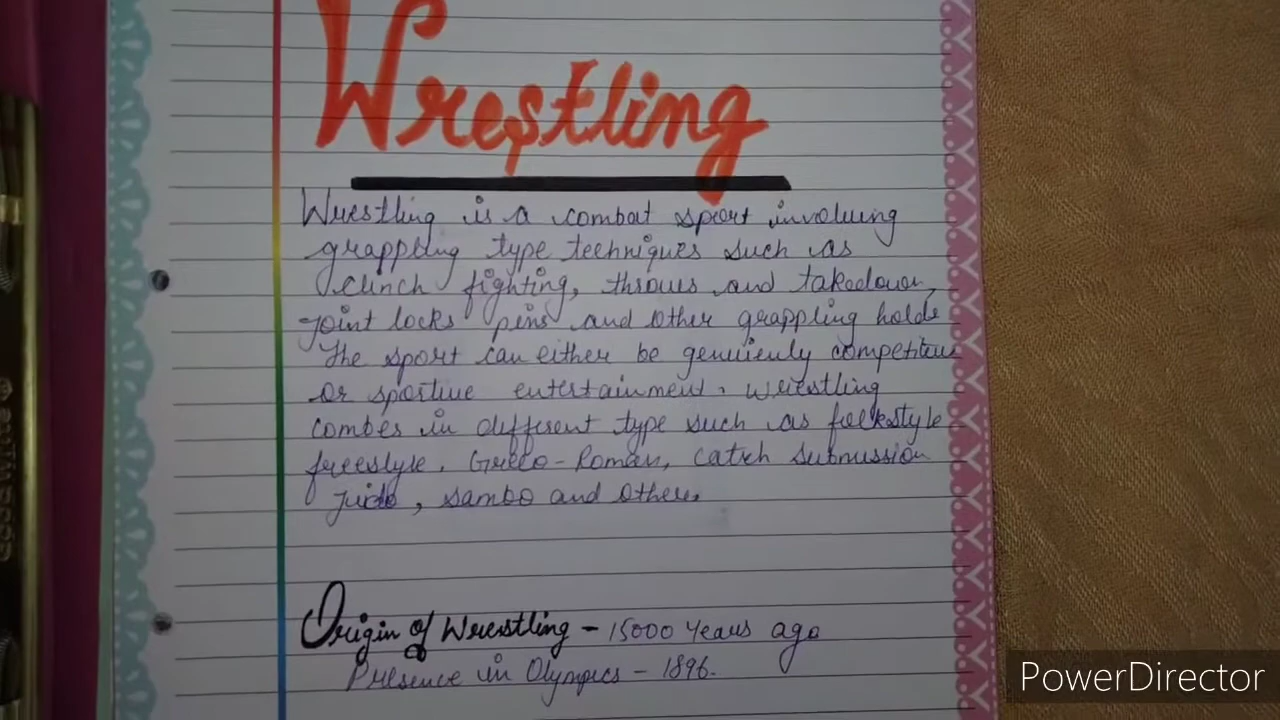 Wrestling
Wrestling is a combat sport involving
grappling type techniques such as
clinch fighting, throws and takedown,
joint locks pins and other grappling holds
The sport can either be genuienly competitive
or sportive entertainment. Wrestling
combes in different type such as folkstyle
freestyle, Greco-Roman, catch submission
judo, sambo and others.
Origin of Wrestling - 15000 years ago
Presence in Olympics - 1896.
PowerDirector